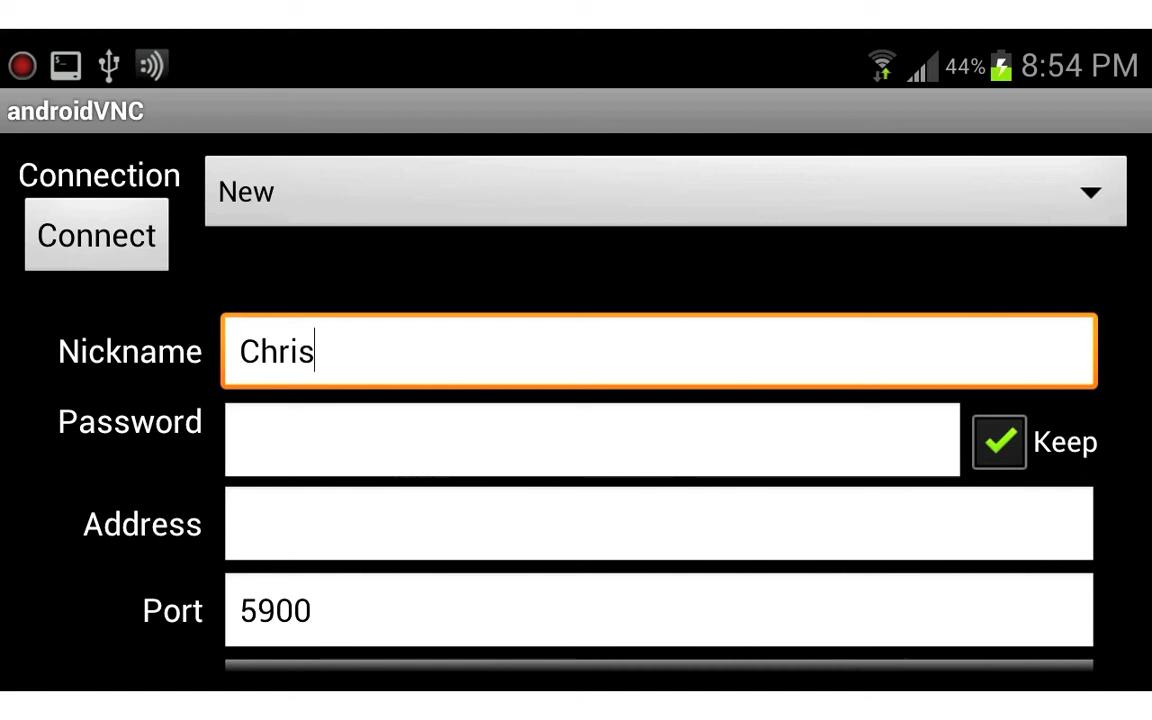 44% 8:54 PM
androidVNC
Connection New
Connect
Nickname Chris
Password Keep
Address
Port 5900